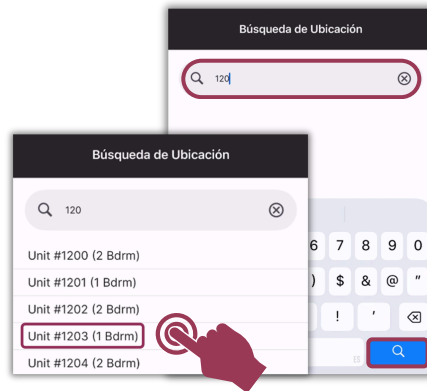 Búsqueda de Ubicación
120
6 7 8 9 0
) $ & @ "
! '
Búsqueda de Ubicación
120
Unit #1200 (2 Bdrm)
Unit #1201 (1 Bdrm)
Unit #1202 (2 Bdrm)
Unit #1203 (1 Bdrm)
Unit #1204 (2 Bdrm)